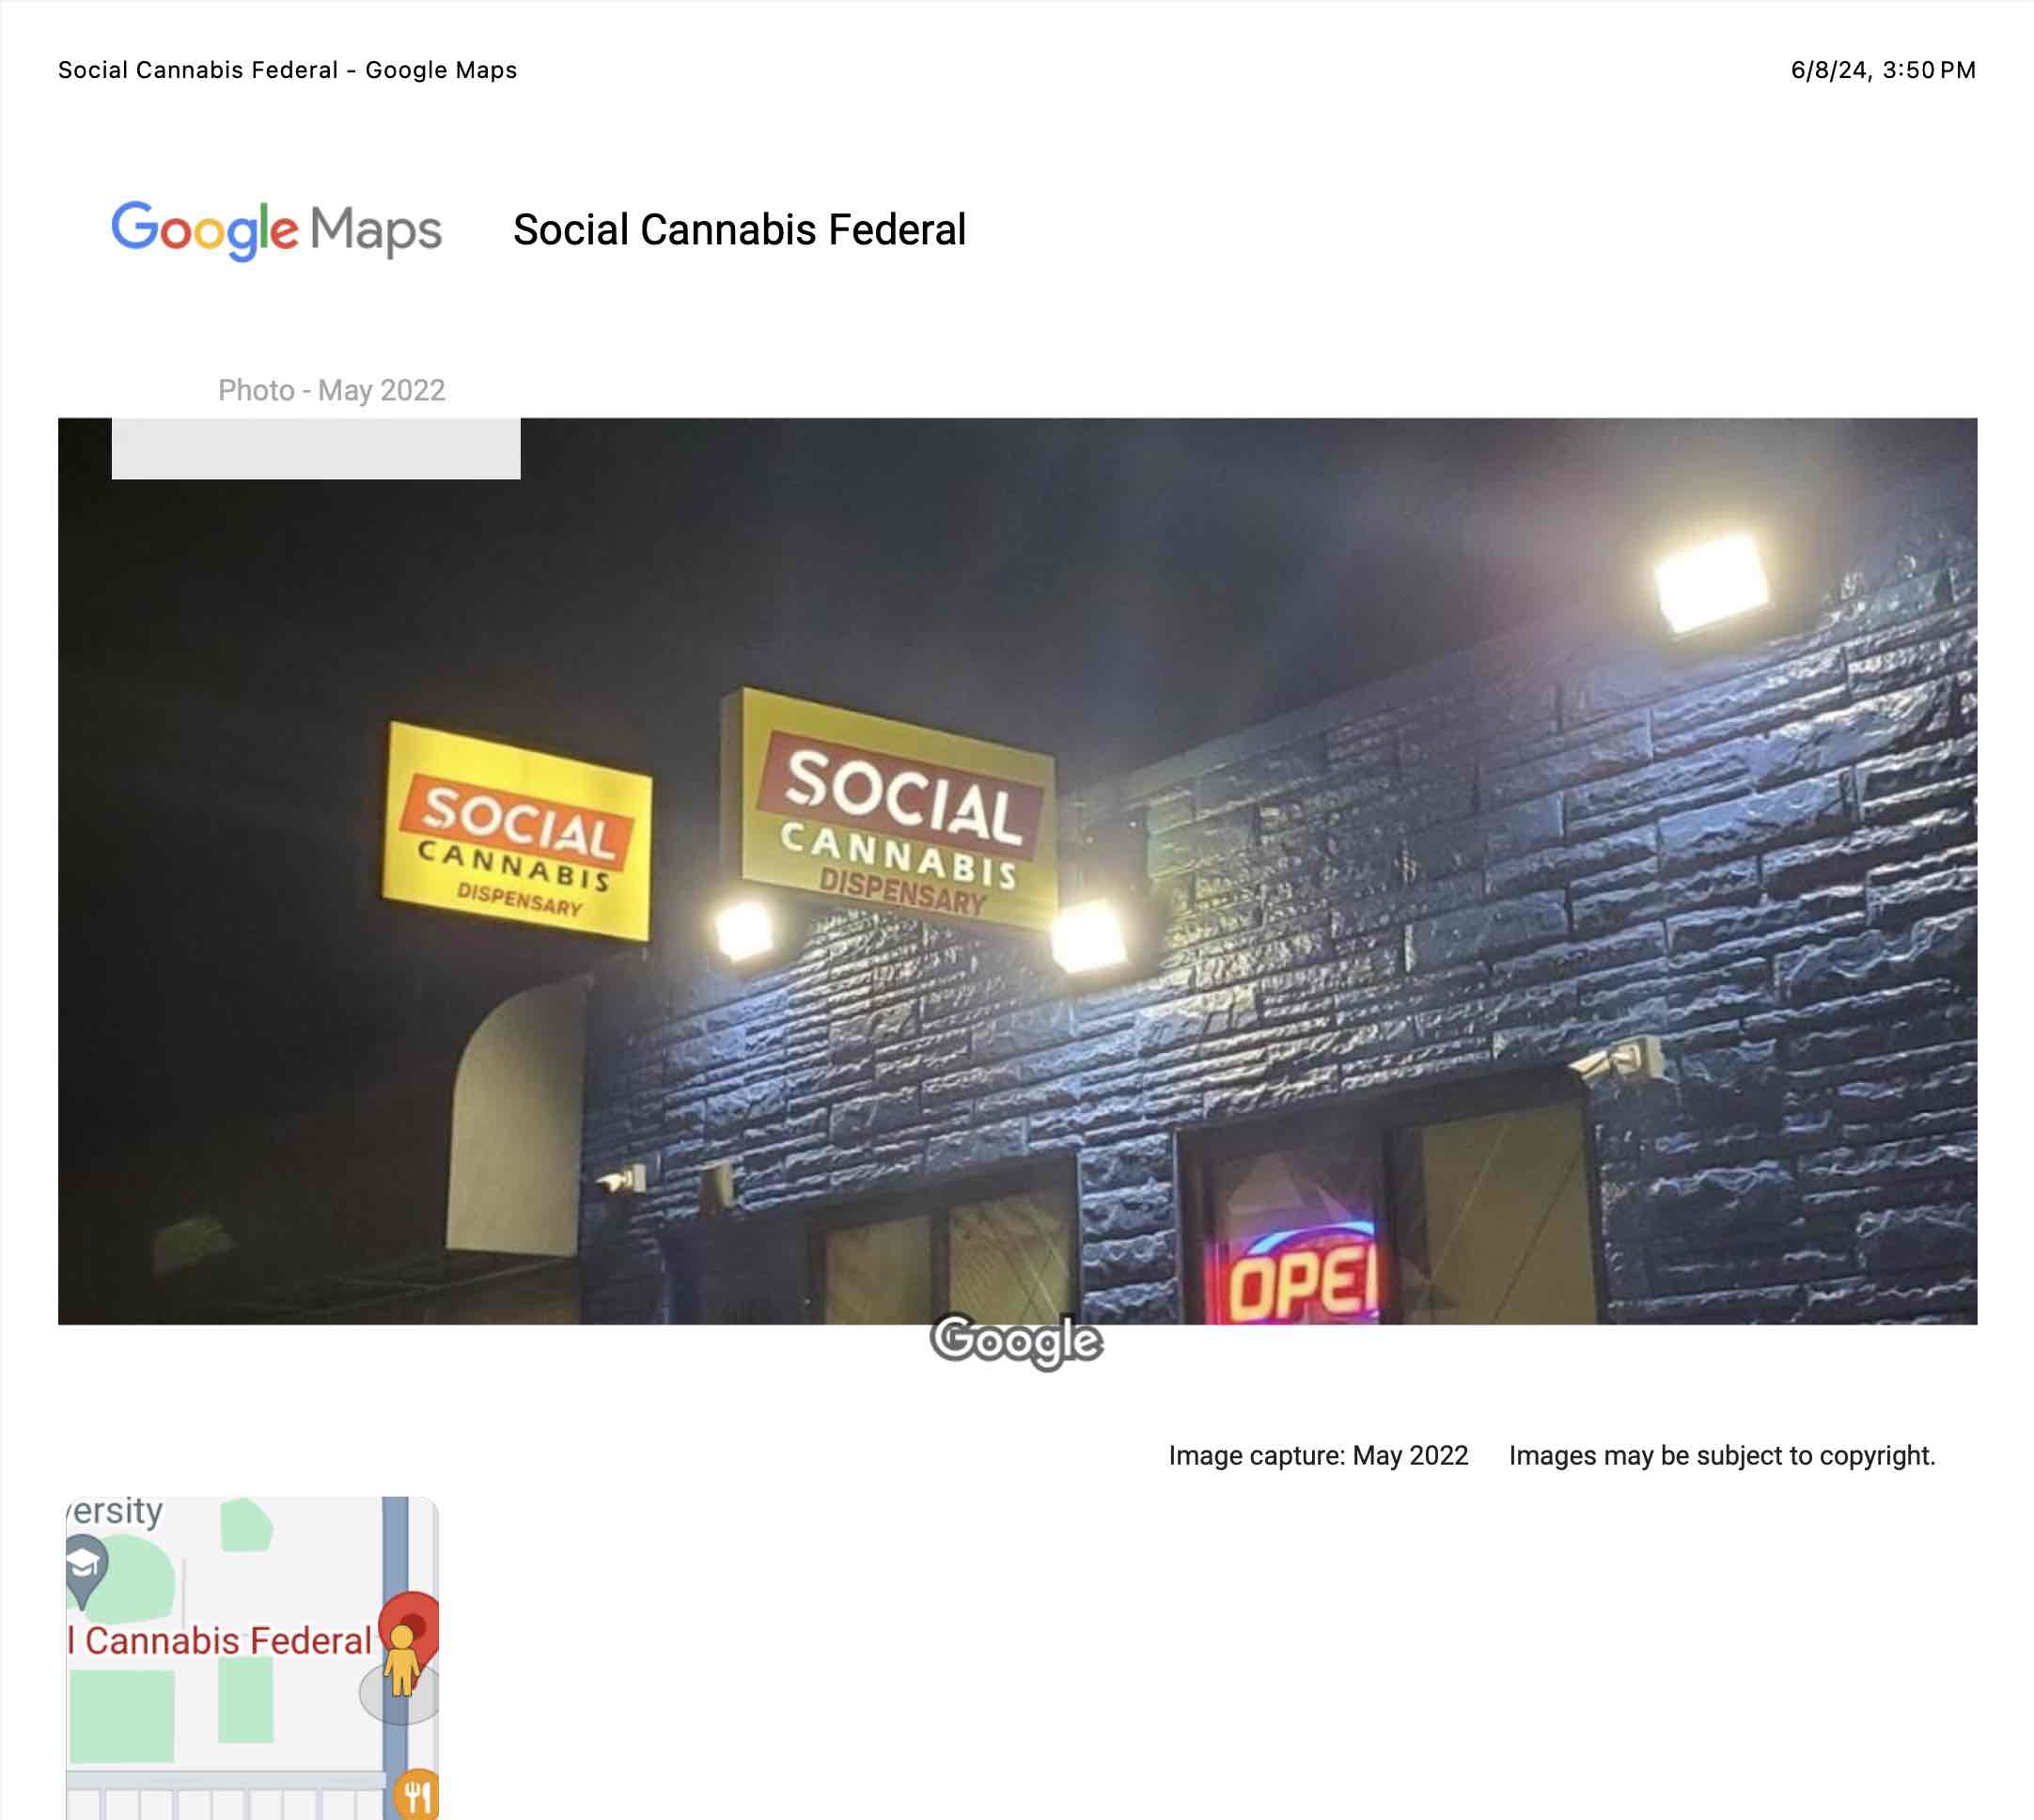 Social Cannabis Federal - Google Maps
6/8/24, 3:50 PM
Google Maps
Social Cannabis Federal
Photo - May 2022
SOCIAL
CANNABIS
DISPENSARY
SOCIAL
CANNABIS
DISPENSARY
OPE
Google
Image capture: May 2022
Images may be subject to copyright.
ersity
l Cannabis Federal